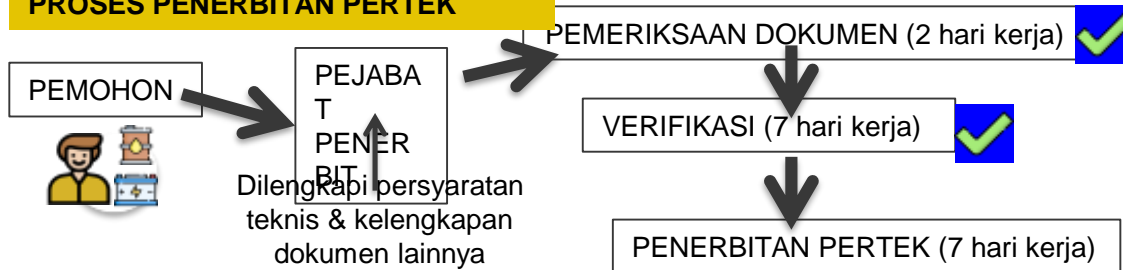 PROSES PENERBITAN PERTEK
PEMOHON
PEJABA
T
PENER
BIT
Dilengkapi persyaratan
teknis & kelengkapan
dokumen lainnya
PEMERIKSAAN DOKUMEN (2 hari kerja)
VERIFIKASI (7 hari kerja)
PENERBITAN PERTEK (7 hari kerja)